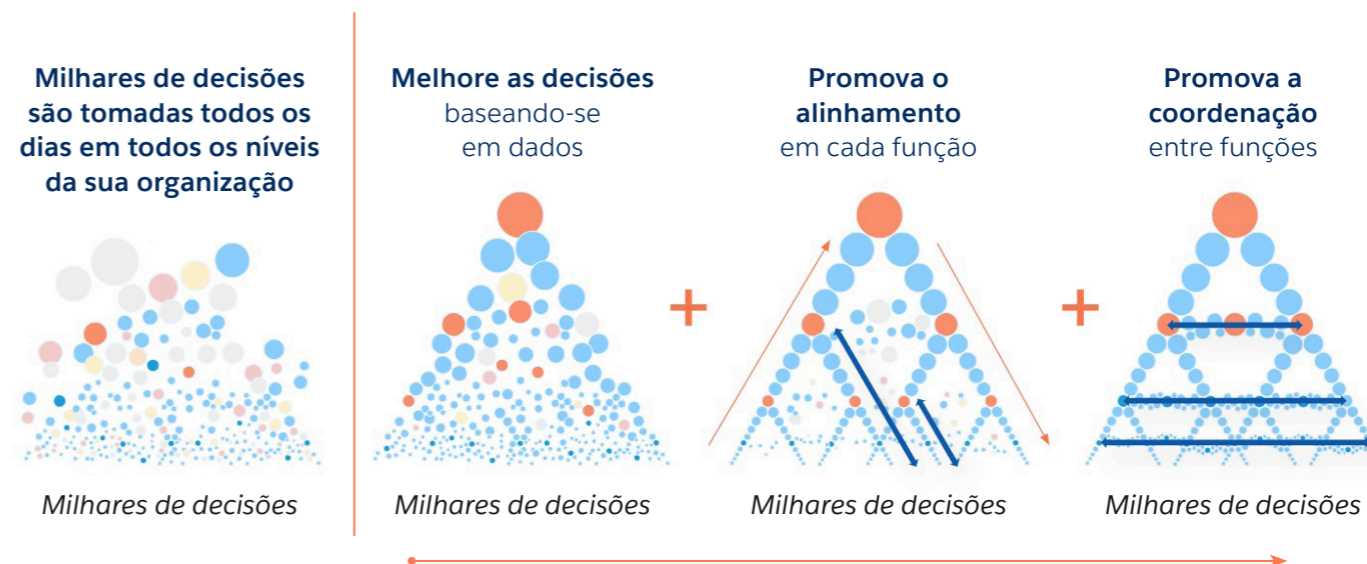 Milhares de decisões
são tomadas todos os
dias em todos os níveis
da sua organização
Milhares de decisões
Melhore as decisões
baseando-se
em dados
Milhares de decisões
+
Promova o
alinhamento
em cada função
Milhares de decisões
+
Promova a
coordenação
entre funções
Milhares de decisões